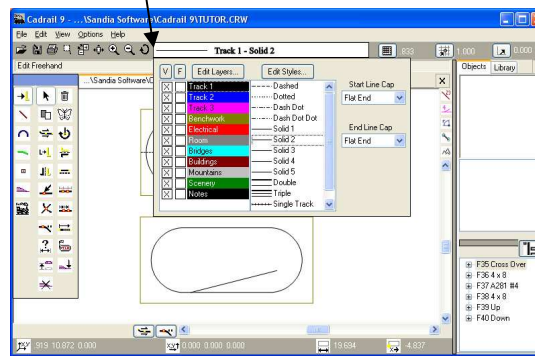 Cadrail 9 - ...\Sandia Software\Cadrail 9\TUTOR.CRW
File Edit View Options Help
Track 1 - Solid 2
.833
1.000
0.000
Edit Freehand
Objects Library
...\Sandia Software\C
V F Edit Layers... Edit Styles...
Start Line Cap
Flat End
End Line Cap
Flat End
X Track 1
X Track 2
X Track 3
X Benchwork
X Electrical
X Room
X Bridges
X Buildings
X Mountains
X Scenery
X Notes
Dashed
Dotted
Dash Dot
Dash Dot Dot
Solid 1
Solid 2
Solid 3
Solid 4
Solid 5
Double
Triple
Single Track
F35 Cross Over
F36 4 x 8
F37 A281 #4
F38 4 x 8
F39 Up
F40 Down
.919 10.872 0.000
0.000 0.000 0.000
19.694
4.837